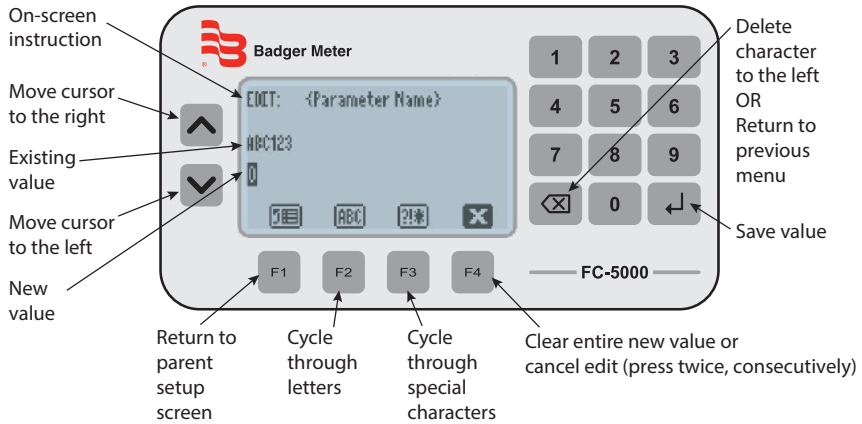 On-screen
instruction
Move cursor
to the right
Existing
value
Move cursor
to the left
New
value
®
Badger Meter
EDIT: {Parameter Name}
ABC123
0
ABC
?!*
X
F1
F2
F3
F4
1
2
3
4
5
6
7
8
9
0
FC-5000
Delete
character
to the left
OR
Return to
previous
menu
Save value
Return to
parent
setup
screen
Cycle
through
letters
Cycle
through
special
characters
Clear entire new value or
cancel edit (press twice, consecutively)